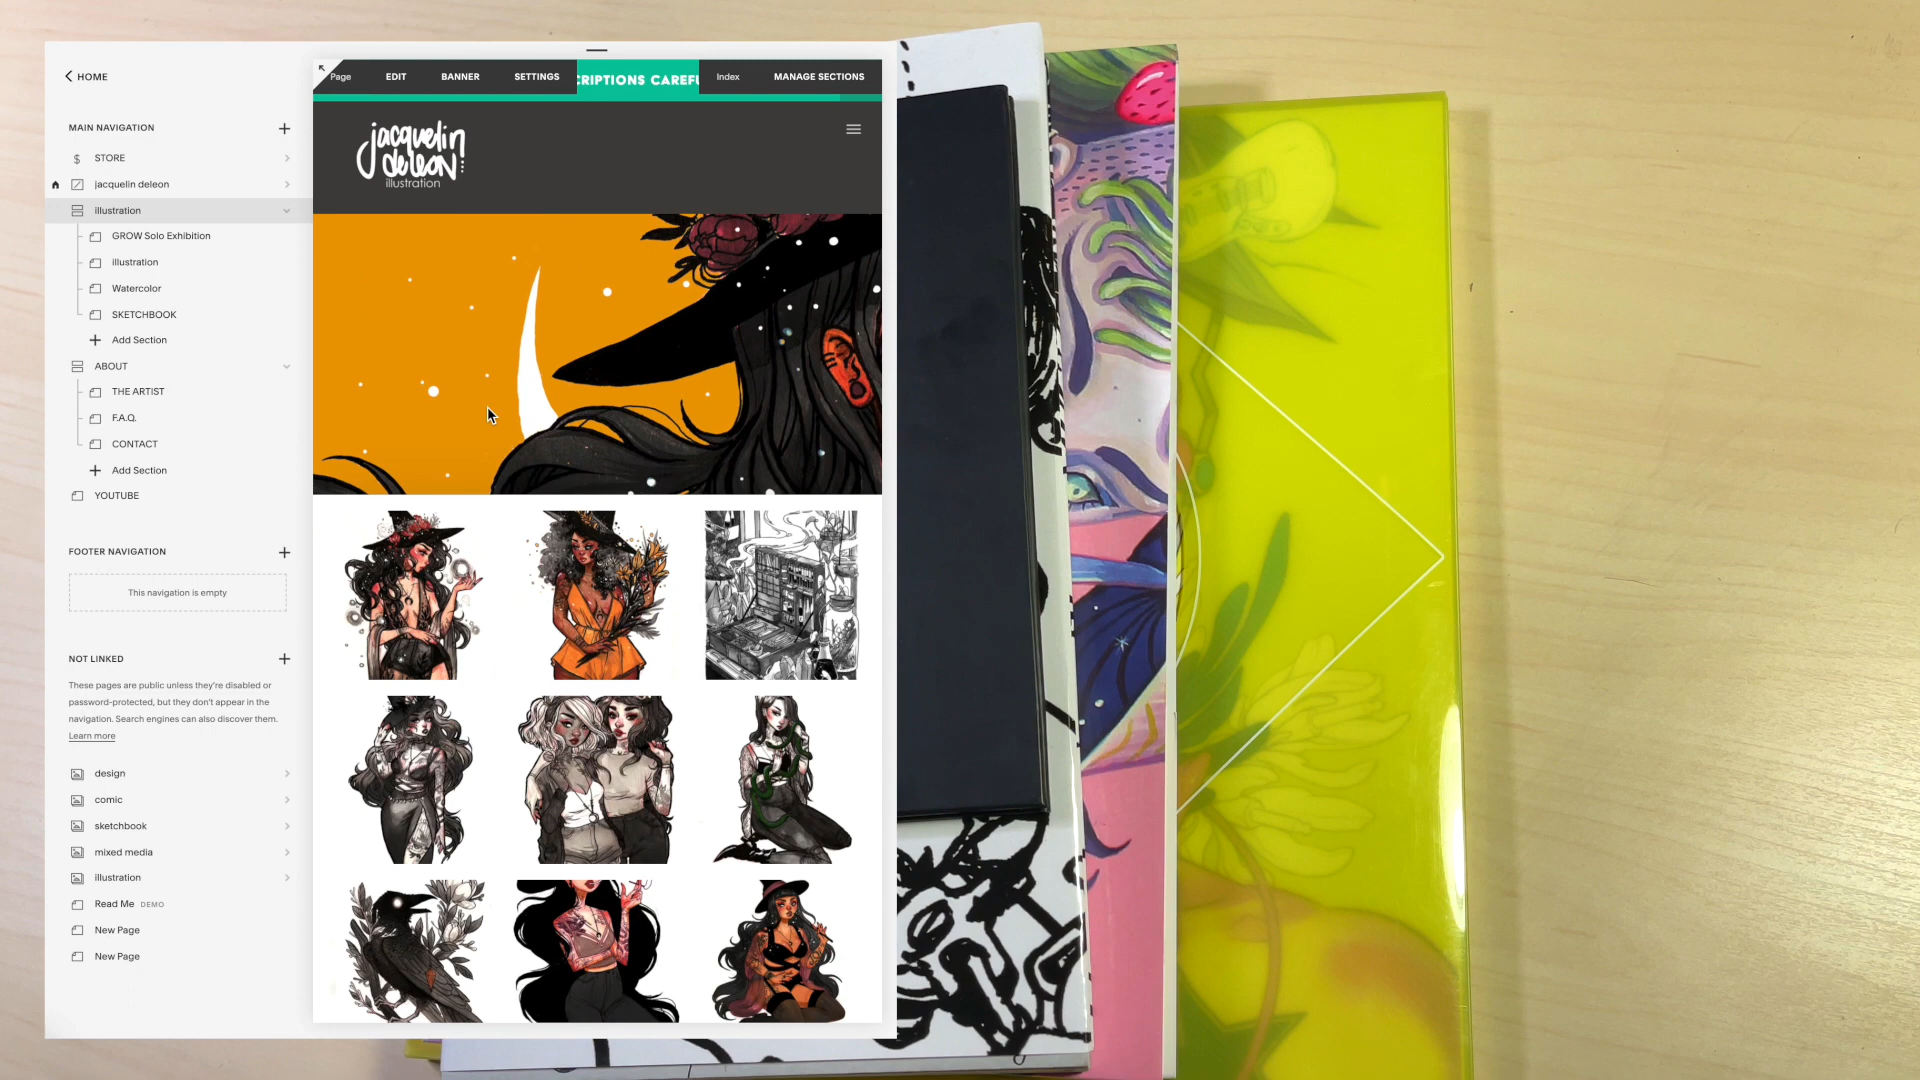 HOME
MAIN NAVIGATION
STORE
jacquelin deleon
illustration
GROW Solo Exhibition
illustration
Watercolor
SKETCHBOOK
Add Section
ABOUT
THE ARTIST
F.A.Q.
CONTACT
Add Section
YOUTUBE
FOOTER NAVIGATION
This navigation is empty
NOT LINKED
These pages are public unless they're disabled or
password-protected, but they don't appear in the
navigation. Search engines can also discover them.
Learn more
design
comic
sketchbook
mixed media
illustration
Read Me DEMO
New Page
New Page
Page EDIT BANNER SETTINGS
CRIPTIONS CAREFU
Index MANAGE SECTIONS
jacquelin
deleon
illustration